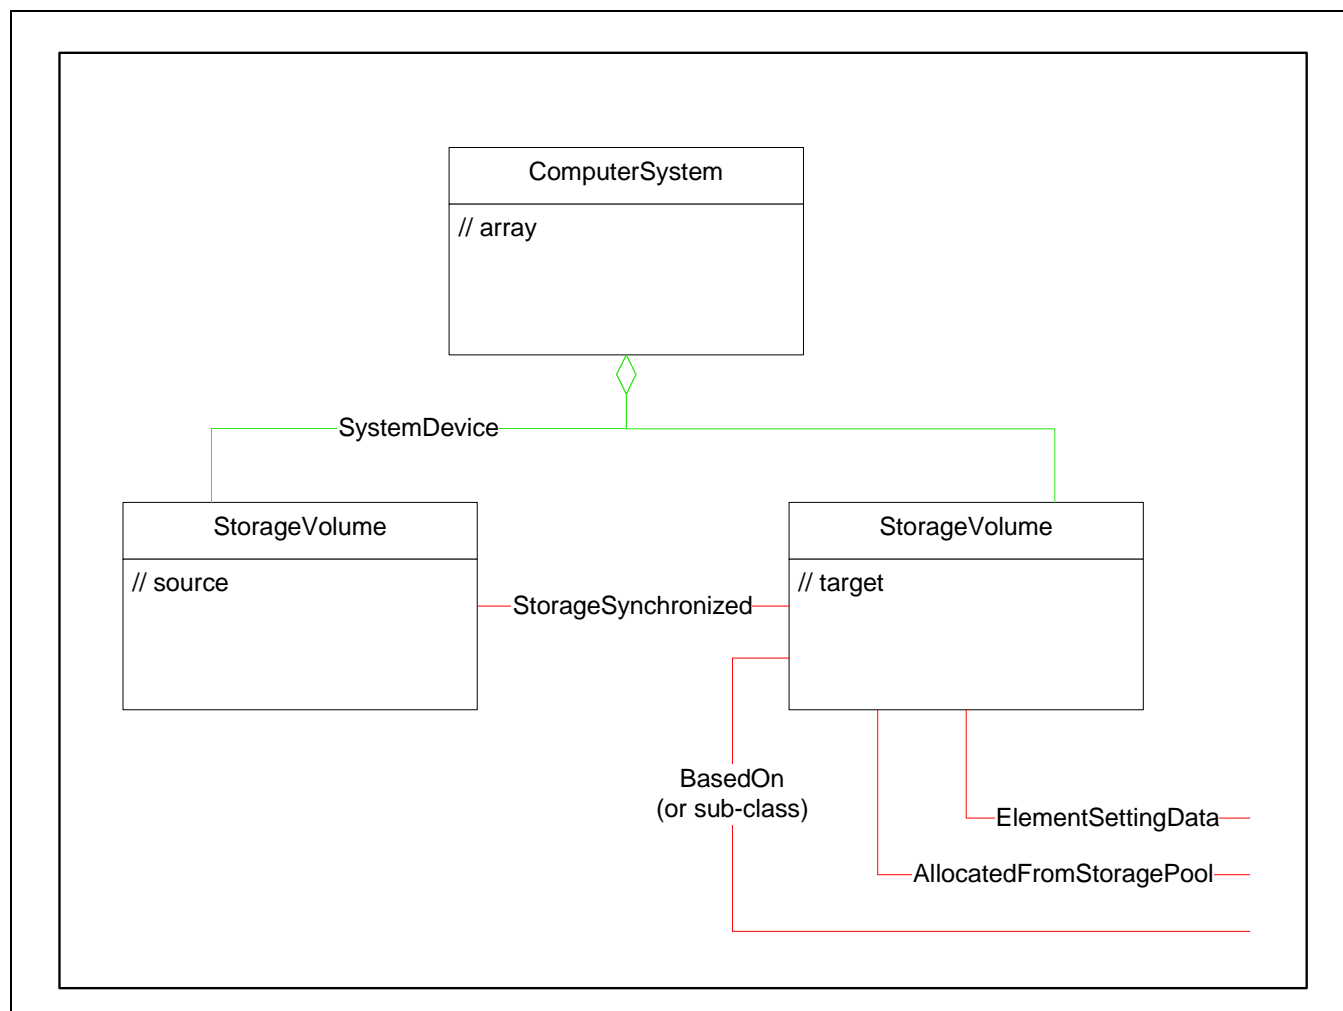 ComputerSystem
// array
SystemDevice
StorageVolume
// source
StorageSynchronized
StorageVolume
// target
BasedOn
(or sub-class)
ElementSettingData
AllocatedFromStoragePool